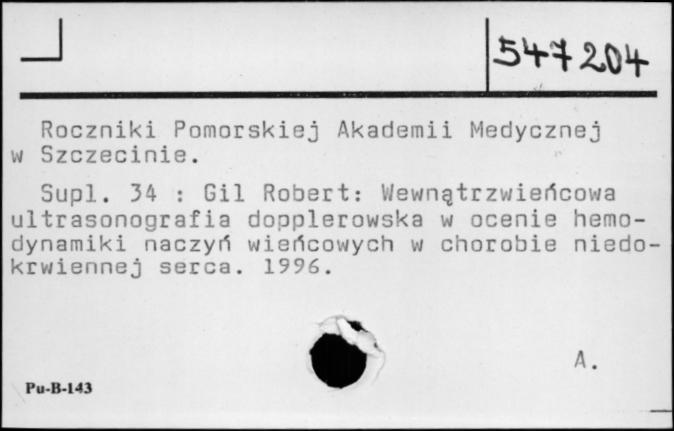 547204
Roczniki Pomorskiej Akademii Medycznej
w Szczecinie.
Supl. 34 : Gil Robert: Wewnątrzwieńcowa
ultrasonografia dopplerowska w ocenie hemo-
dynamiki naczyń wieńcowych w chorobie niedo-
krwiennej serca. 1996.
A.
Pu-B-143